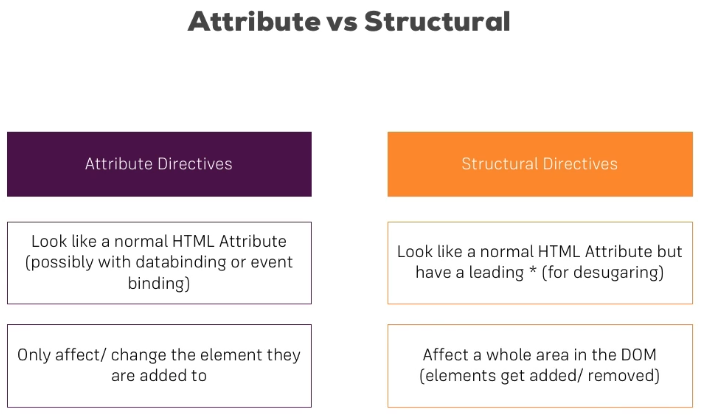 Attribute vs Structural
Attribute Directives
Structural Directives
Look like a normal HTML Attribute
(possibly with databinding or event
binding)
Look like a normal HTML Attribute but
have a leading * (for desugaring)
Only affect/ change the element they
are added to
Affect a whole area in the DOM
(elements get added/ removed)